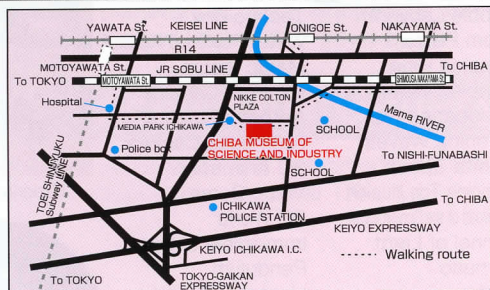 YAWATA St.
KEISEI LINE
ONIGOE St.
NAKAYAMA St.
R14
MOTOYAWATA St.
To CHIBA
JR SOBU LINE
To TOKYO
MOTOYAWATA St.
SHIMOUSA NAKAYAMA St.
NIKKE COLTON
PLAZA
Hospital
Mama RIVER
MEDIA PARK ICHIKAWA
SCHOOL
CHIBA MUSEUM OF
SCIENCE AND INDUSTRY
Police box
To NISHI-FUNABASHI
SCHOOL
TOEI SHINJYUKU
Subway LINE
ICHIKAWA
POLICE STATION
To CHIBA
KEIYO EXPRESSWAY
KEIYO ICHIKAWA I.C.
Walking route
To TOKYO
TOKYO-GAIKAN
EXPRESSWAY